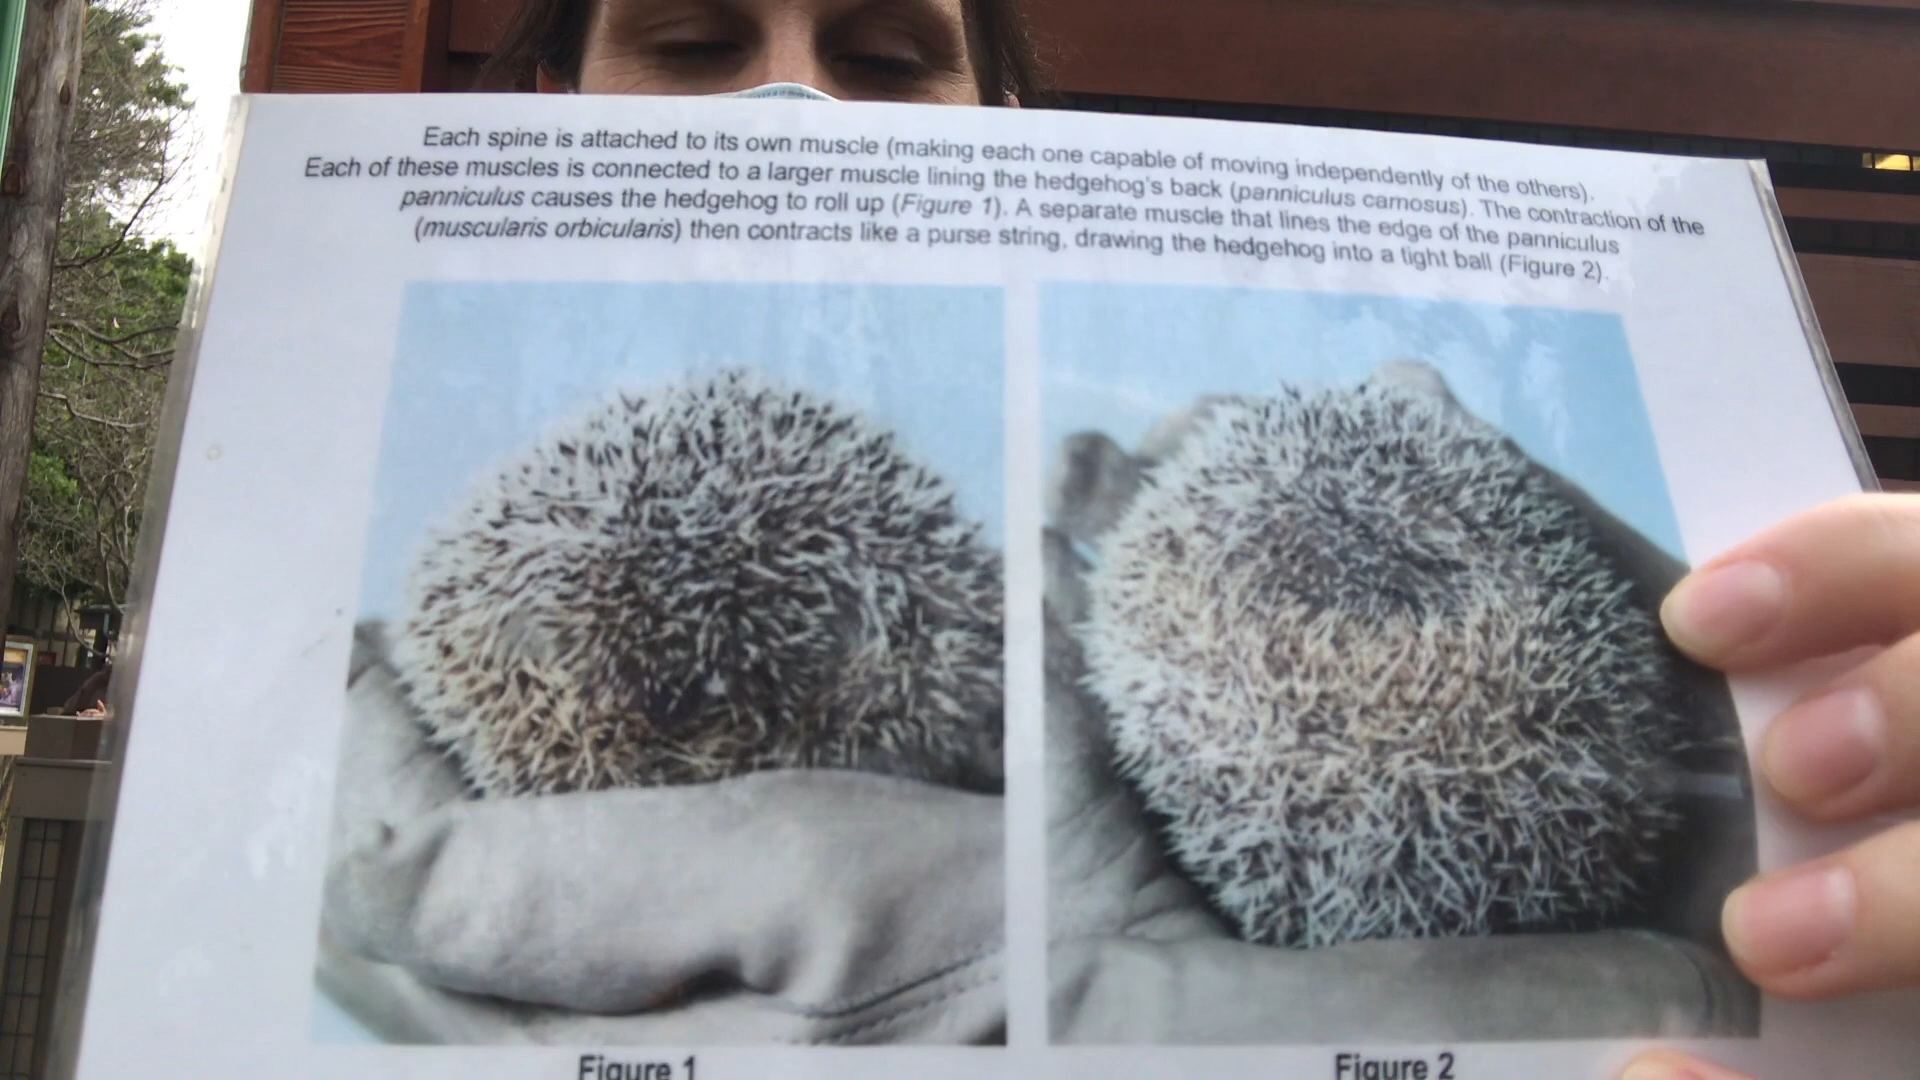 Each spine is attached to its own muscle (making each one capable of moving independently of the others).
Each of these muscles is connected to a larger muscle lining the hedgehog's back (panniculus carnosus). The contraction of the
panniculus causes the hedgehog to roll up (Figure 1). A separate muscle that lines the edge of the panniculus
(muscularis orbicularis) then contracts like a purse string, drawing the hedgehog into a tight ball (Figure 2).
Figure 1
Figure 2